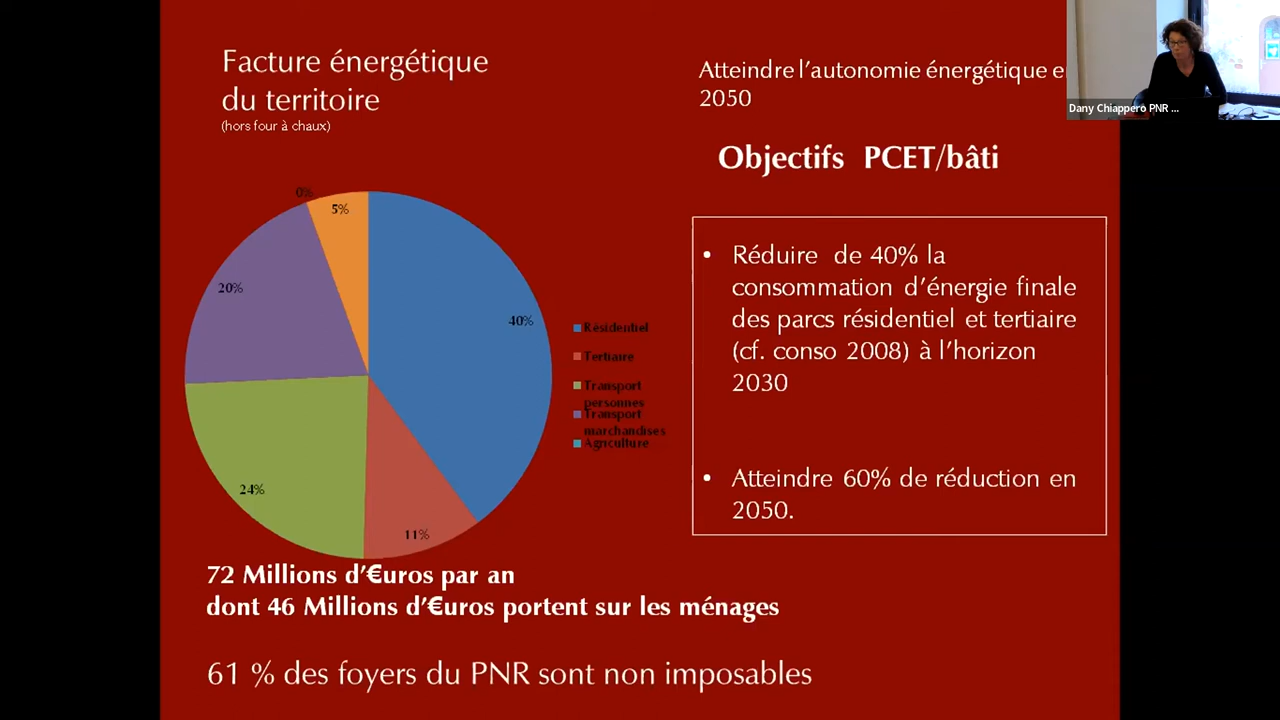 Facture énergétique
du territoire
(hors four à chaux)
Atteindre l'autonomie énergétique e
2050
Dany Chiappero PNR ...
Objectifs PCET/bâti
0%
5%
20%
40%
24%
11%
Résidentiel
Tertiaire
Transport
personnes
Transport
marchandises
Agriculture
• Réduire de 40% la
consommation d'énergie finale
des parcs résidentiel et tertiaire
(cf. conso 2008) à l'horizon
2030
• Atteindre 60% de réduction en
2050.
72 Millions d'€uros par an
dont 46 Millions d'€uros portent sur les ménages
61 % des foyers du PNR sont non imposables